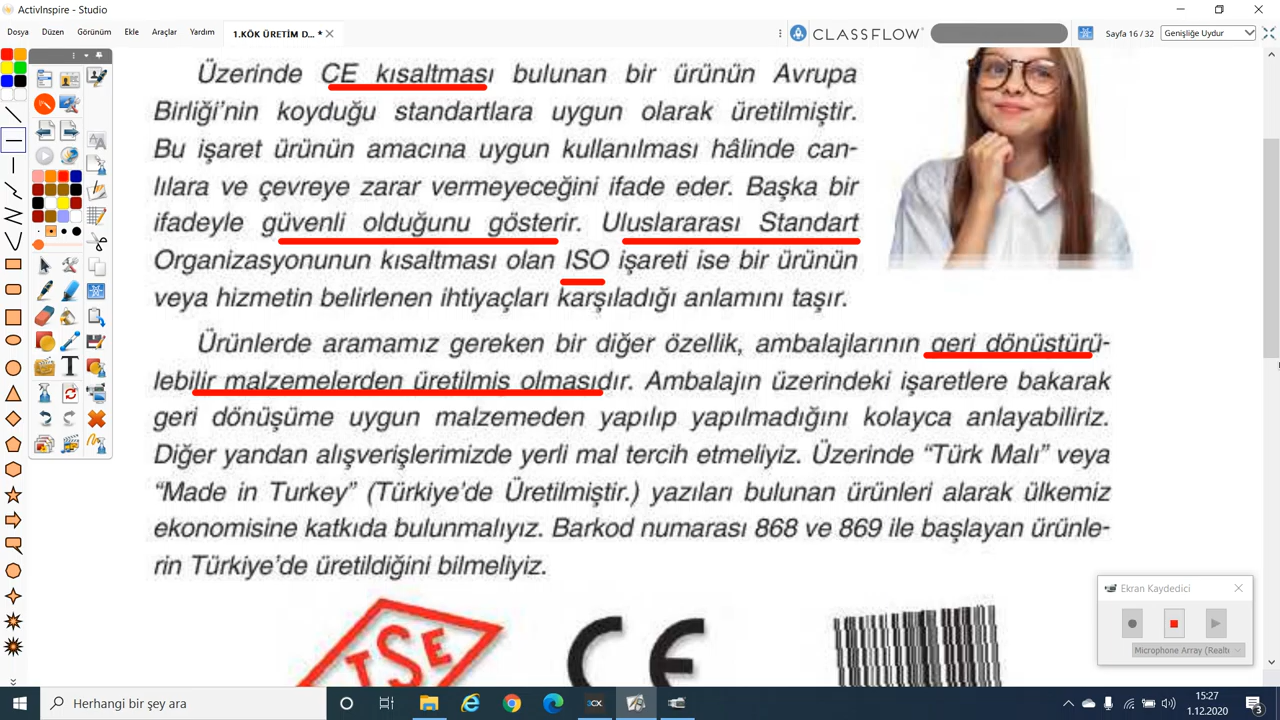 ActivInspire - Studio
Dosya Düzen Görünüm Ekle Araçlar Yardım 1.KÖK ÜRETİM D... * CLASSFLOW Sayfa 16 / 32 Genişliğe Uydur
Üzerinde CE kısaltması bulunan bir ürünün Avrupa
Birliği’nin koyduğu standartlara uygun olarak üretilmiştir.
Bu işaret ürünün amacına uygun kullanılması hâlinde can-
lılara ve çevreye zarar vermeyeceğini ifade eder. Başka bir
ifadeyle güvenli olduğunu gösterir. Uluslararası Standart
Organizasyonunun kısaltması olan ISO işareti ise bir ürünün
veya hizmetin belirlenen ihtiyaçları karşıladığı anlamını taşır.
Ürünlerde aramamız gereken bir diğer özellik, ambalajlarının geri dönüştürü-
lebilir malzemelerden üretilmiş olmasıdır. Ambalajın üzerindeki işaretlere bakarak
geri dönüşüme uygun malzemeden yapılıp yapılmadığını kolayca anlayabiliriz.
Diğer yandan alışverişlerimizde yerli mal tercih etmeliyiz. Üzerinde “Türk Malı” veya
“Made in Turkey” (Türkiye’de Üretilmiştir.) yazıları bulunan ürünleri alarak ülkemiz
ekonomisine katkıda bulunmalıyız. Barkod numarası 868 ve 869 ile başlayan ürünle-
rin Türkiye’de üretildiğini bilmeliyiz.
TSE CE
Ekran Kaydedici
Microphone Array (Realte
Herhangi bir şey ara
15:27
1.12.2020
3